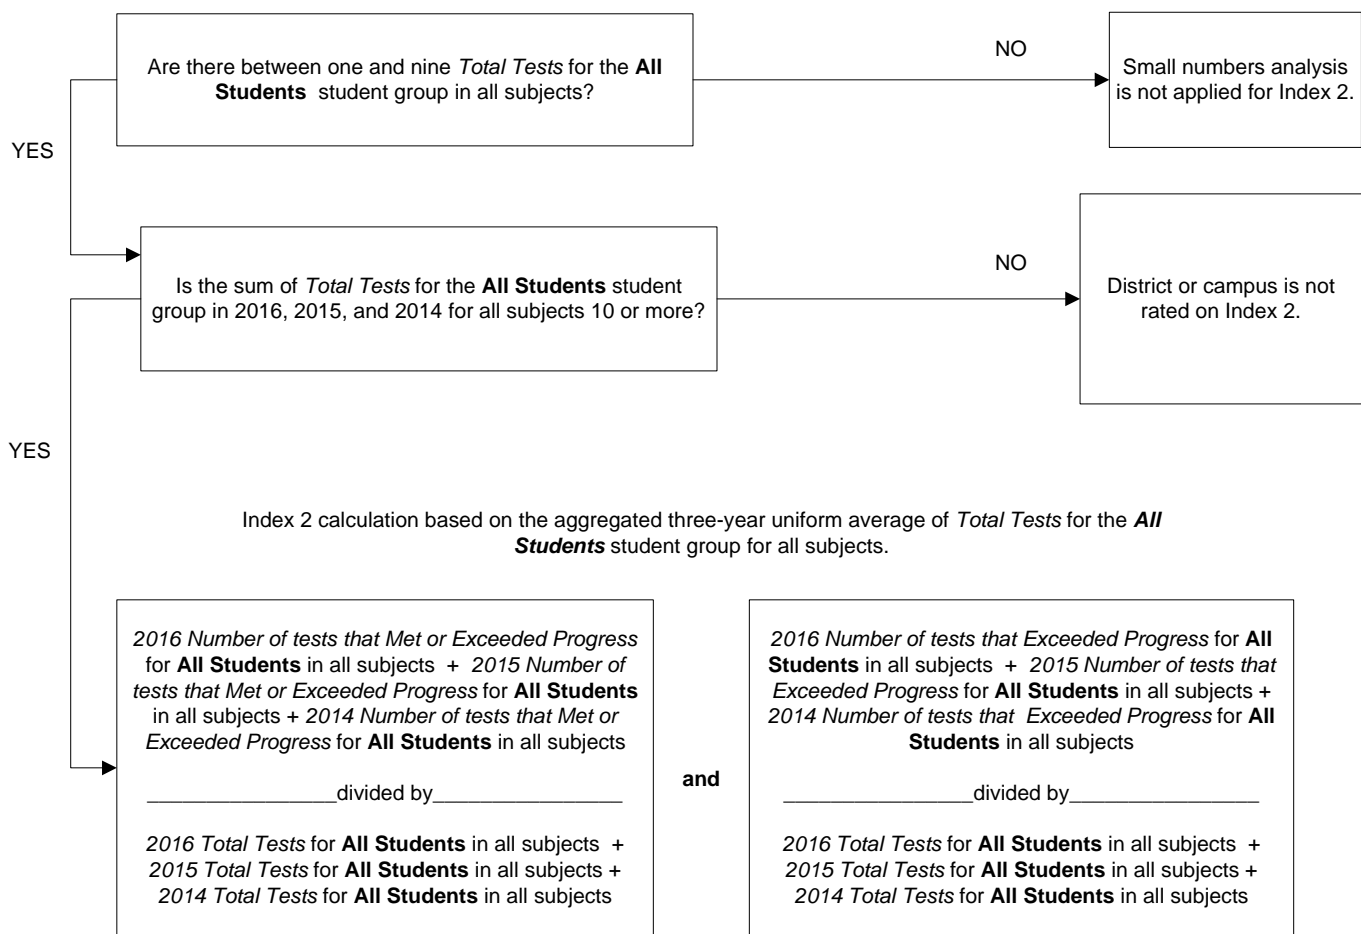 Are there between one and nine Total Tests for the All
Students student group in all subjects?
NO
Small numbers analysis
is not applied for Index 2.
YES
Is the sum of Total Tests for the All Students student
group in 2016, 2015, and 2014 for all subjects 10 or more?
NO
District or campus is not
rated on Index 2.
YES
Index 2 calculation based on the aggregated three-year uniform average of Total Tests for the All
Students student group for all subjects.
2016 Number of tests that Met or Exceeded Progress
for All Students in all subjects + 2015 Number of
tests that Met or Exceeded Progress for All Students
in all subjects + 2014 Number of tests that Met or
Exceeded Progress for All Students in all subjects
_________________divided by_________________
2016 Total Tests for All Students in all subjects +
2015 Total Tests for All Students in all subjects +
2014 Total Tests for All Students in all subjects
and
2016 Number of tests that Exceeded Progress for All
Students in all subjects + 2015 Number of tests that
Exceeded Progress for All Students in all subjects +
2014 Number of tests that Exceeded Progress for All
Students in all subjects
_________________divided by_________________
2016 Total Tests for All Students in all subjects +
2015 Total Tests for All Students in all subjects +
2014 Total Tests for All Students in all subjects